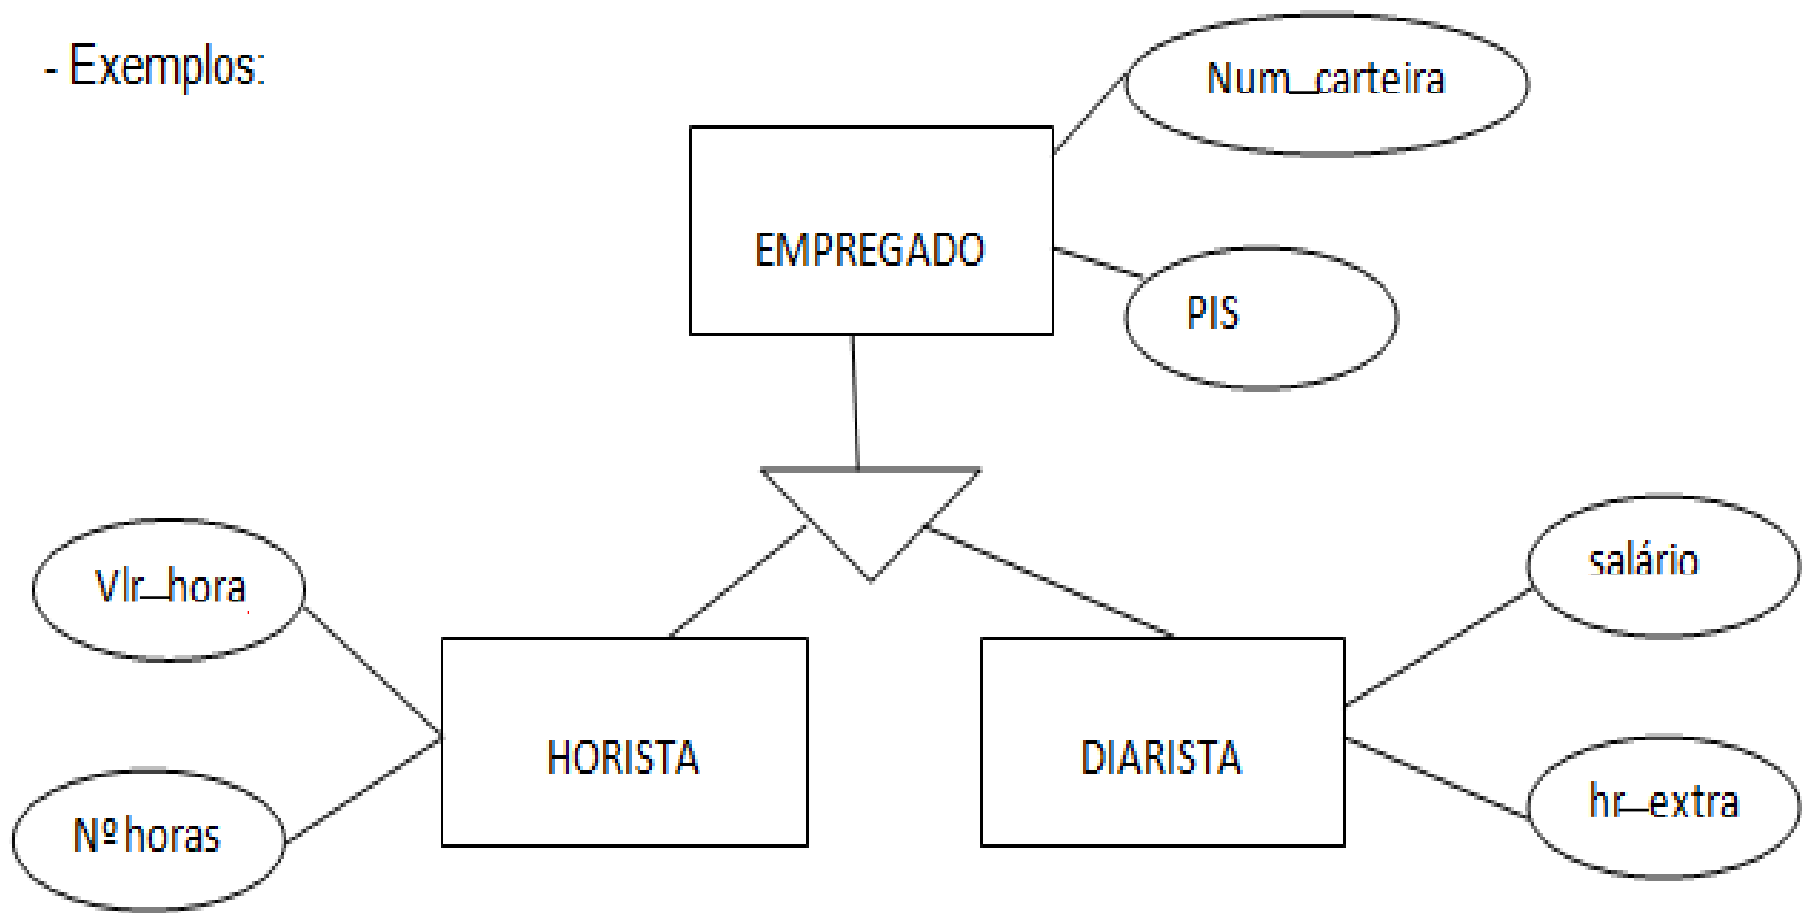 - Exemplos:
Num_carteira
EMPREGADO
PIS
Vlr_hora
salário
HORISTA
DIARISTA
Nº horas
hr_extra